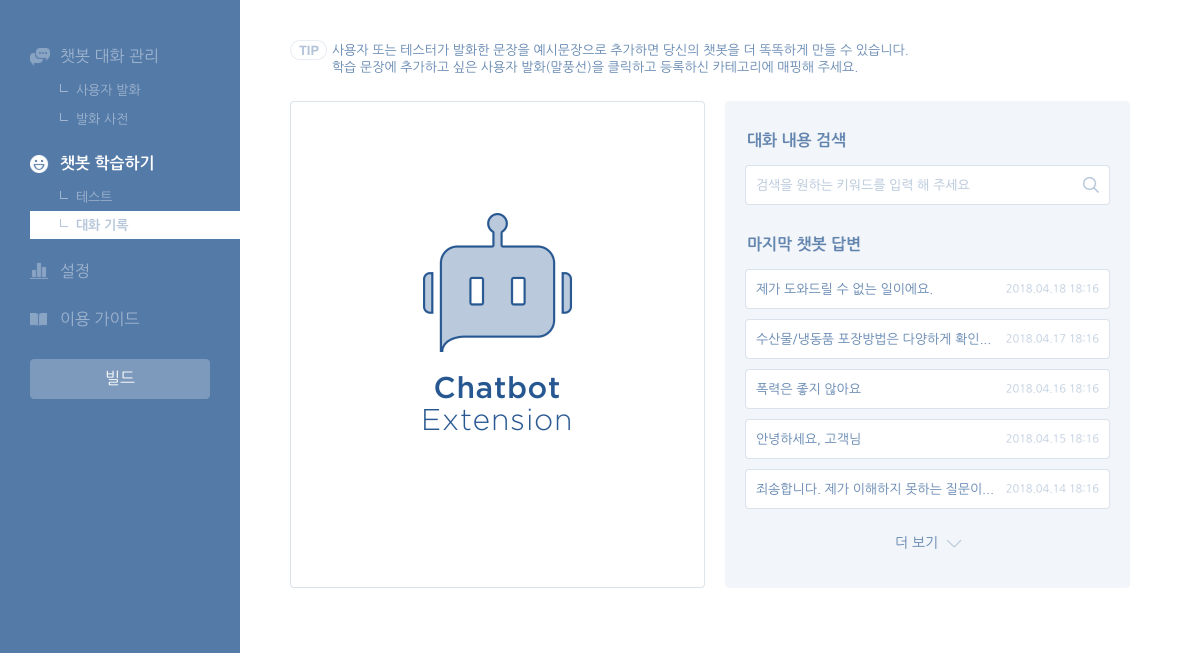 챗봇 대화 관리
사용자 발화
발화 사전
챗봇 학습하기
테스트
대화 기록
설정
이용 가이드
빌드
TIP 사용자 또는 테스터가 발화한 문장을 예시문장으로 추가하면 당신의 챗봇을 더 똑똑하게 만들 수 있습니다.
학습 문장에 추가하고 싶은 사용자 발화(말풍선)을 클릭하고 등록하신 카테고리에 매핑해 주세요.
Chatbot
Extension
대화 내용 검색
검색을 원하는 키워드를 입력 해 주세요
마지막 챗봇 답변
제가 도와드릴 수 없는 일이에요. 2018.04.18 18:16
수산물/냉동품 포장방법은 다양하게 확인... 2018.04.17 18:16
폭력은 좋지 않아요 2018.04.16 18:16
안녕하세요, 고객님 2018.04.15 18:16
죄송합니다. 제가 이해하지 못하는 질문이... 2018.04.14 18:16
더 보기